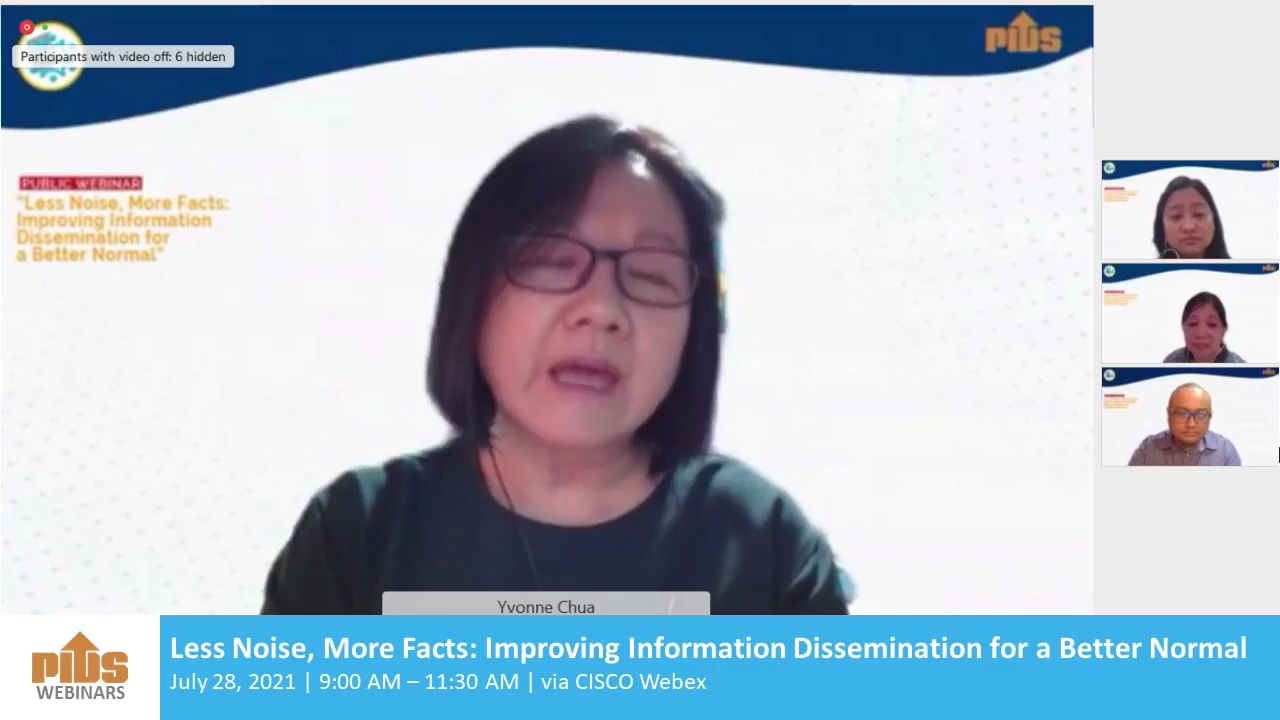 Participants with video off: 6 hidden
PIDS
PUBLIC WEBINAR
"Less Noise, More Facts:
Improving Information
Dissemination for
a Better Normal"
Yvonne Chua
PIDS
WEBINARS
Less Noise, More Facts: Improving Information Dissemination for a Better Normal
July 28, 2021 | 9:00 AM – 11:30 AM | via CISCO Webex